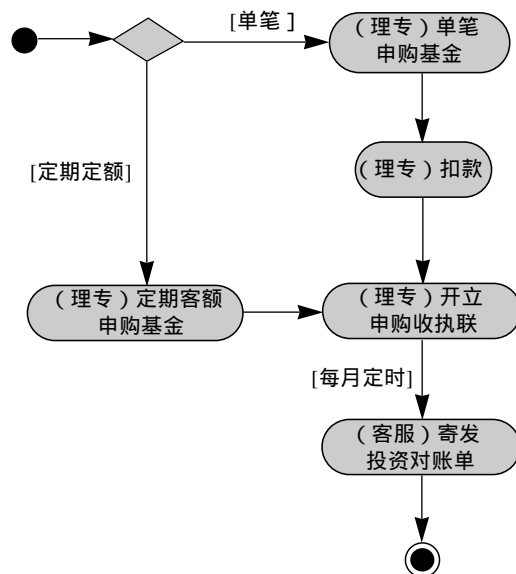 [单笔]
（理专）单笔
申购基金
（理专）扣款
[定期定额]
（理专）定期客额
申购基金
（理专）开立
申购收执联
[每月定时]
（客服）寄发
投资对账单